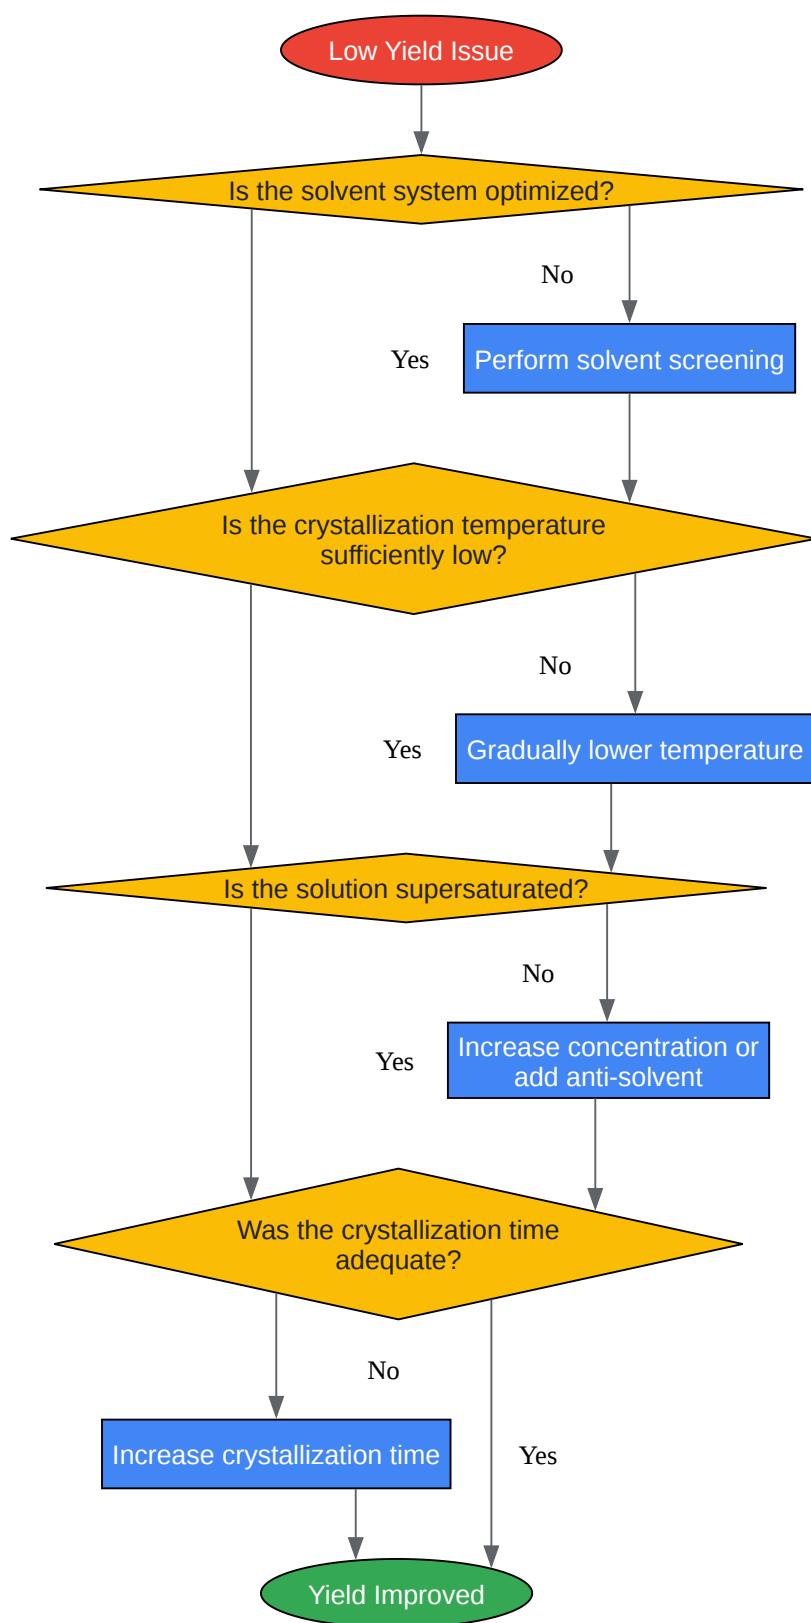 Low Yield Issue
Is the solvent system optimized?
No
Yes
Perform solvent screening
Is the crystallization temperature
sufficiently low?
No
Yes
Gradually lower temperature
Is the solution supersaturated?
No
Yes
Increase concentration or
add anti-solvent
Was the crystallization time
adequate?
No
Increase crystallization time
Yes
Yield Improved